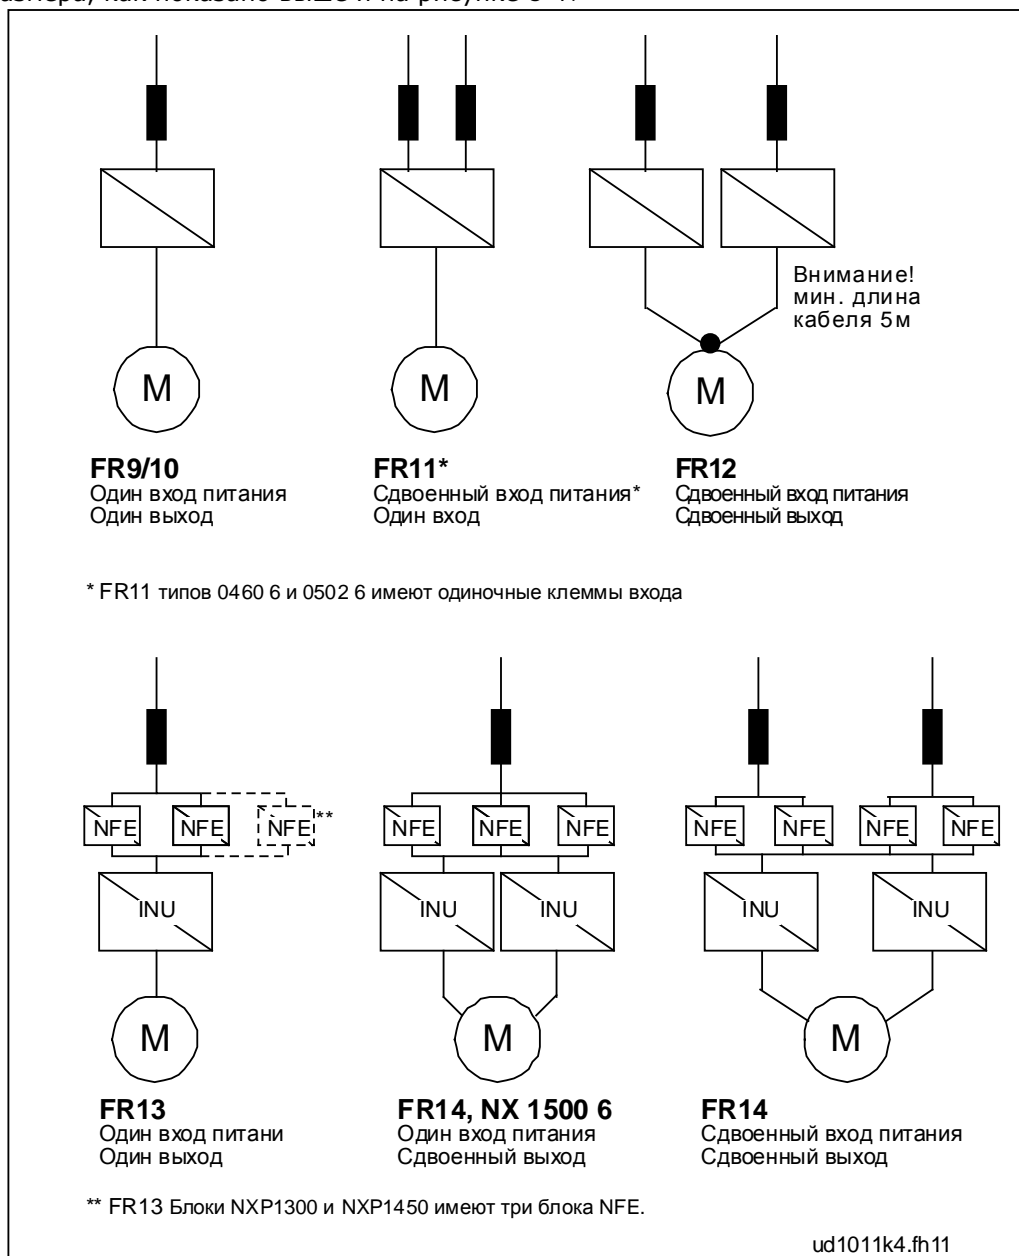 M
M
Внимание!
мин. длина
кабеля 5м
M
FR9/10
Один вход питания
Один выход
FR11*
Сдвоенный вход питания*
Один вход
FR12
Сдвоенный вход питания
Сдвоенный выход
* FR11 типов 0460 6 и 0502 6 имеют одиночные клеммы входа
NFE NFE NFE**
INU
M
NFE NFE NFE
INU INU
M
NFE NFE NFE NFE
INU INU
M
FR13
Один вход питани
Один выход
FR14, NX 1500 6
Один вход питания
Сдвоенный выход
FR14
Сдвоенный вход питания
Сдвоенный выход
** FR13 Блоки NXP1300 и NXP1450 имеют три блока NFE.
ud1011k4.fh11